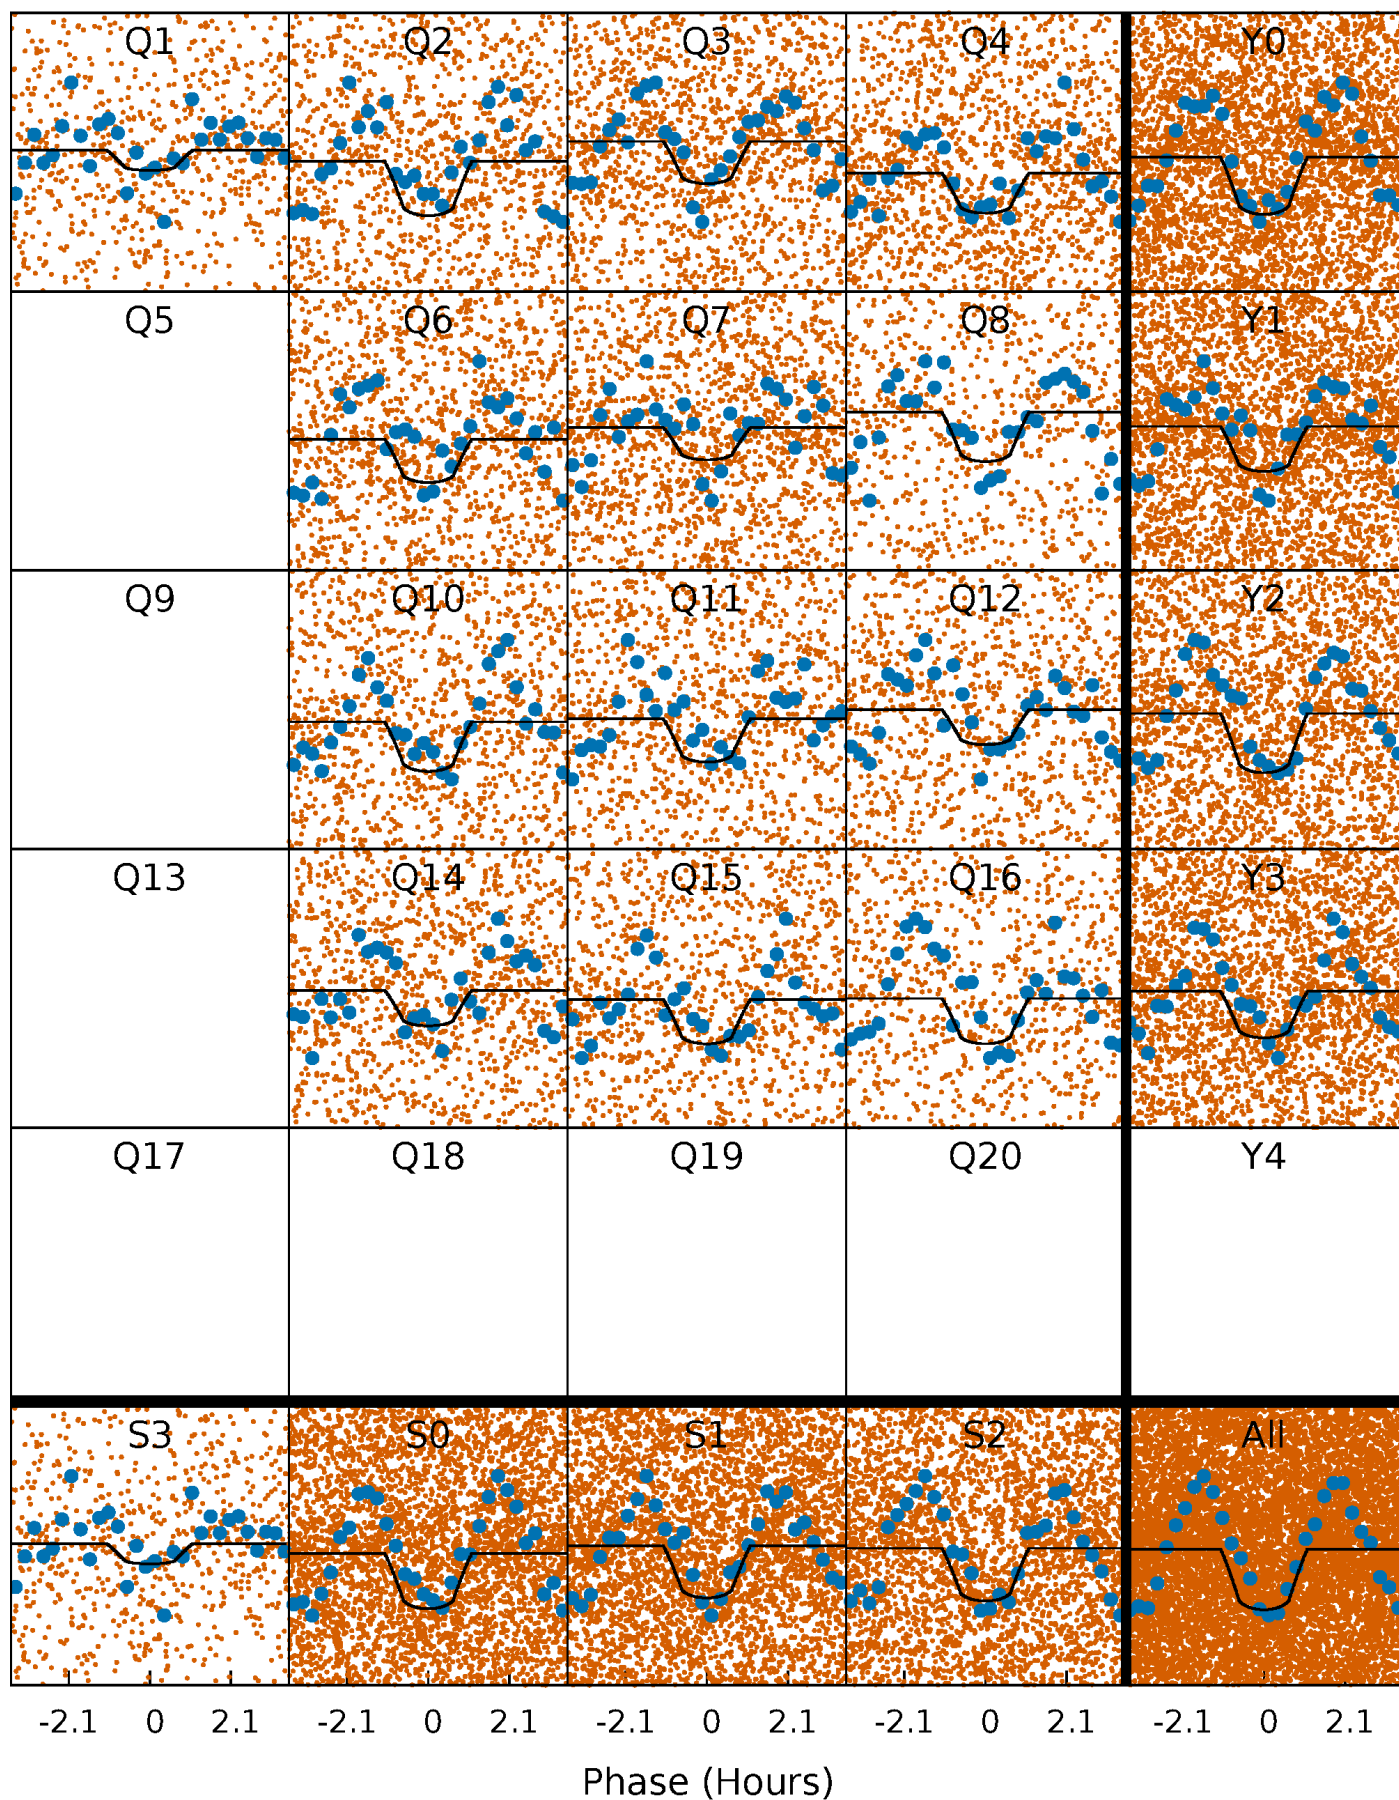 Q1 Q2 Q3 Q4 Y0
Q5 Q6 Q7 Q8 Y1
Q9 Q10 Q11 Q12 Y2
Q13 Q14 Q15 Q16 Y3
Q17 Q18 Q19 Q20 Y4
S3 S0 S1 S2 All
-2.1 0 2.1 -2.1 0 2.1 -2.1 0 2.1 -2.1 0 2.1 -2.1 0 2.1
Phase (Hours)